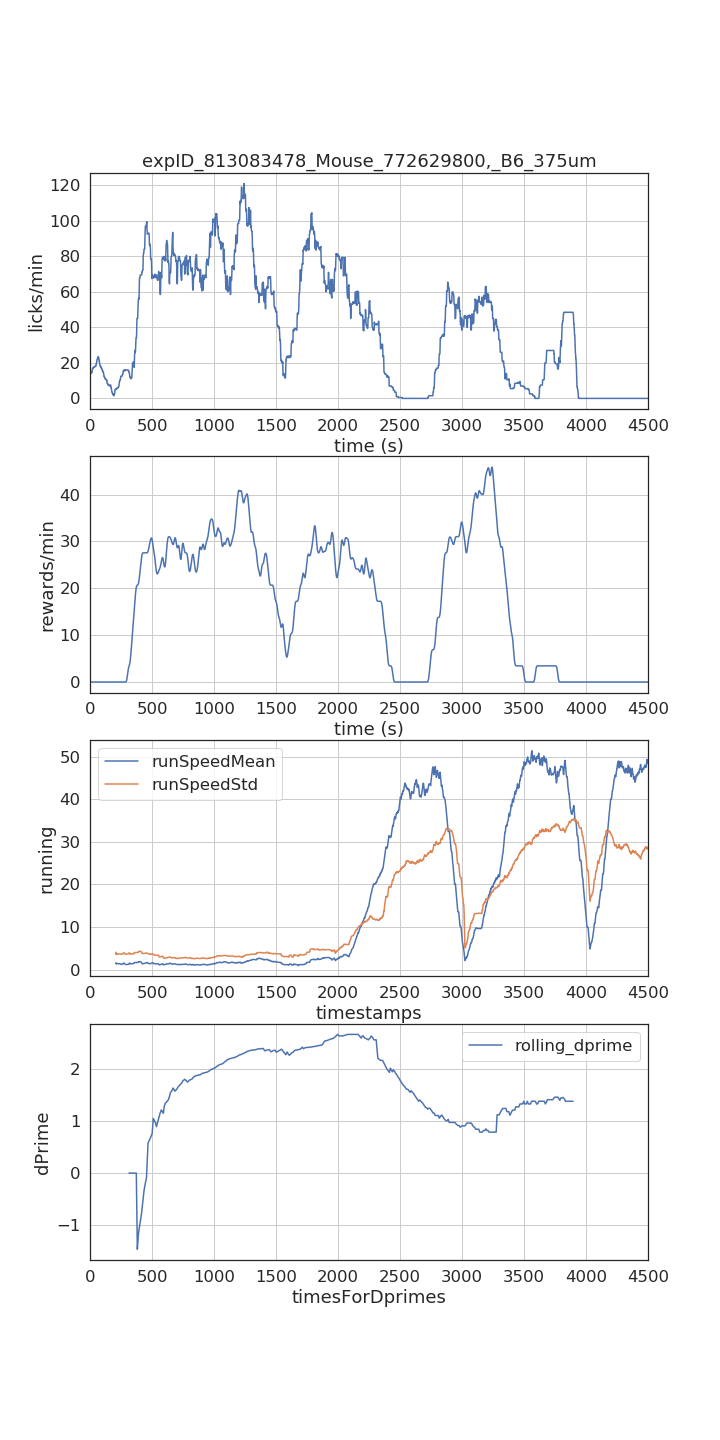 expID_813083478_Mouse_772629800,_B6_375um
120
100
80
60
40
20
0
licks/min
0 500 1000 1500 2000 2500 3000 3500 4000 4500
time (s)
40
30
20
10
0
rewards/min
0 500 1000 1500 2000 2500 3000 3500 4000 4500
time (s)
runSpeedMean
runSpeedStd
50
40
30
20
10
0
running
0 500 1000 1500 2000 2500 3000 3500 4000 4500
timestamps
rolling_dprime
2
1
0
−1
dPrime
0 500 1000 1500 2000 2500 3000 3500 4000 4500
timesForDprimes